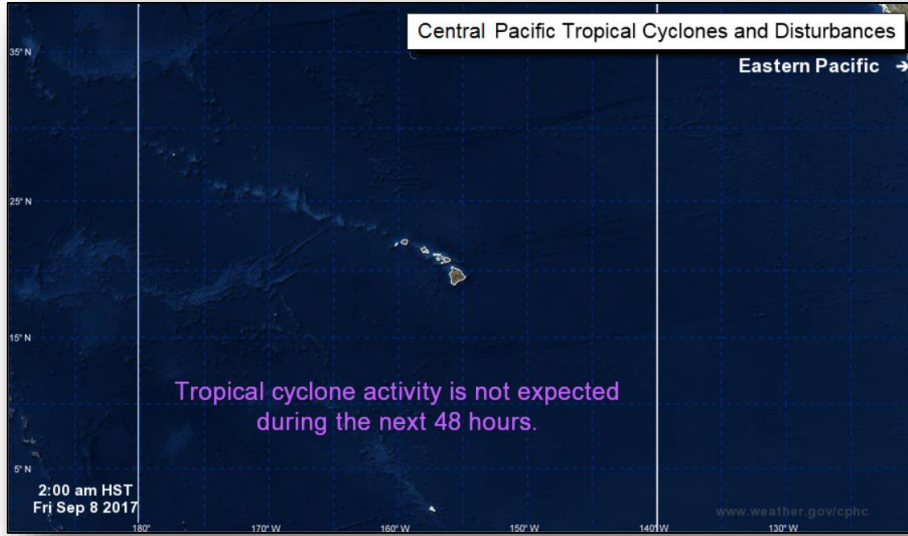 Central Pacific Tropical Cyclones and Disturbances
35° N
Eastern Pacific →
25° N
15° N
Tropical cyclone activity is not expected
during the next 48 hours.
5° N
2:00 am HST
Fri Sep 8 2017
www.weather.gov/cphc
180° 170° W 160° W 150° W 140° W 130° W